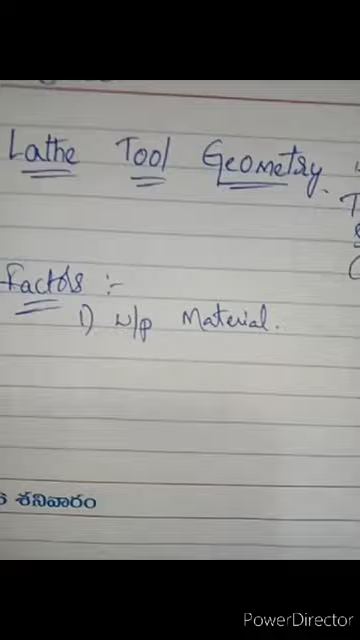 Lathe Tool Geometry.
Factors :-
1) w/p Material.
శనివారం
PowerDirector